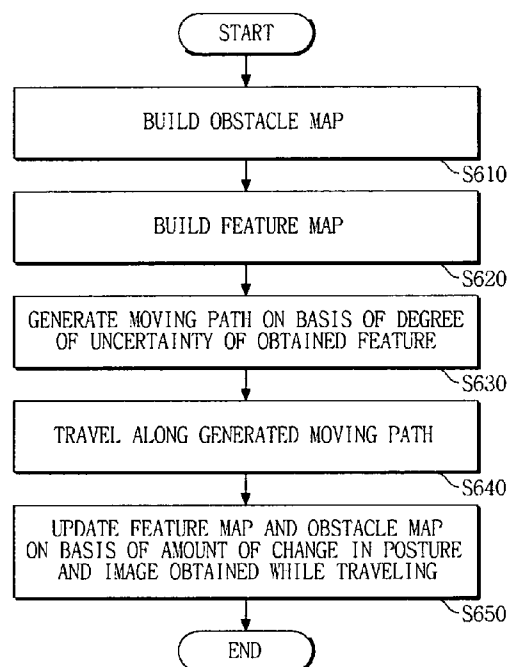 START
BUILD OBSTACLE MAP
S610
BUILD FEATURE MAP
S620
GENERATE MOVING PATH ON BASIS OF DEGREE
OF UNCERTAINTY OF OBTAINED FEATURE
S630
TRAVEL ALONG GENERATED MOVING PATH
S640
UPDATE FEATURE MAP AND OBSTACLE MAP
ON BASIS OF AMOUNT OF CHANGE IN POSTURE
AND IMAGE OBTAINED WHILE TRAVELING
S650
END